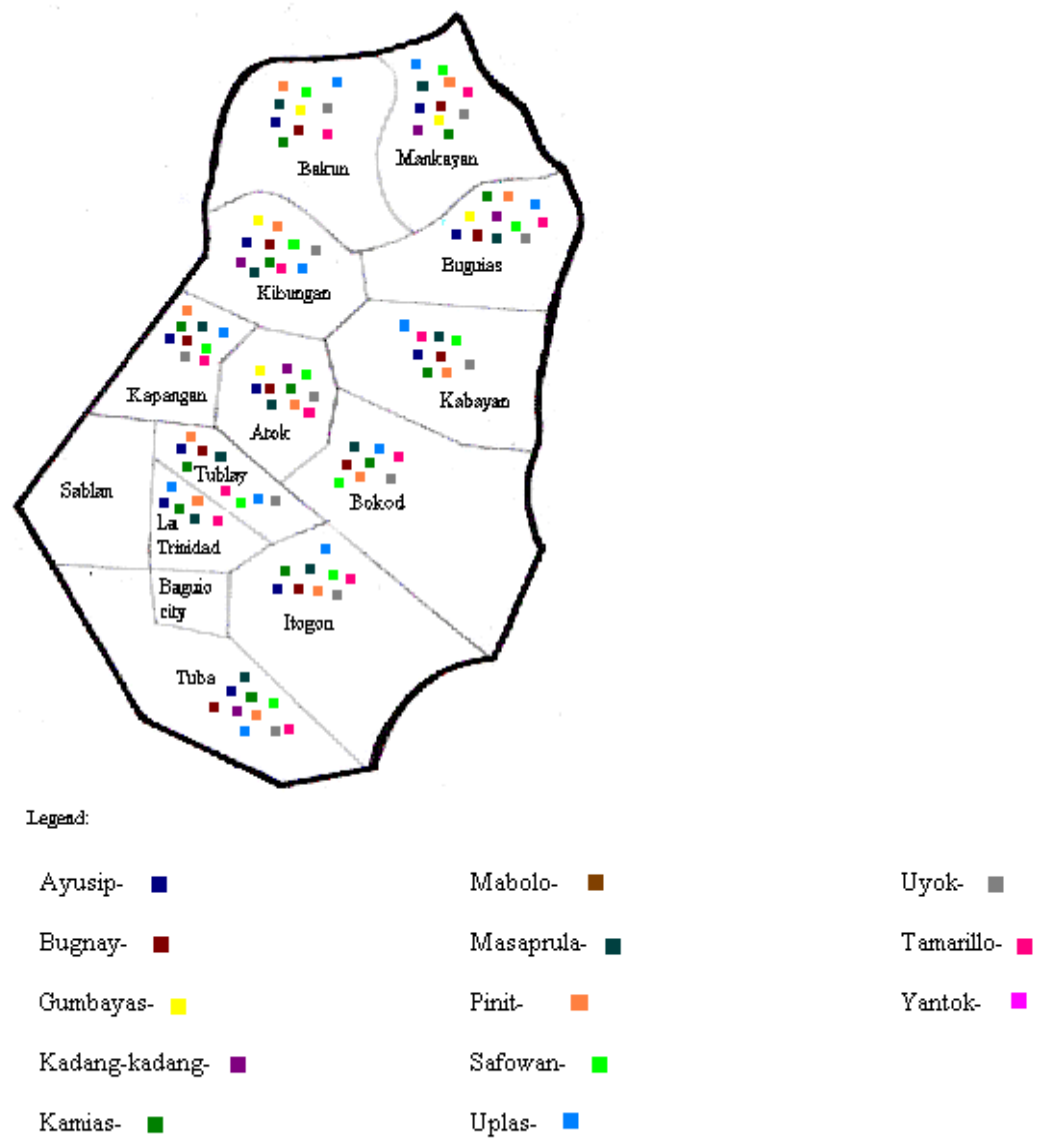 Bakun
Mankayan
Buguias
Kibungan
Kapangan
Kabayan
Atok
Tublay
Sablan
Bokod
La
Trinidad
Baguio
city
Itogon
Tuba
Legend:
Ayusip-
Mabolo-
Uyok-
Bugnay-
Masaprula-
Tamarillo-
Gumbayas-
Pinit-
Yantok-
Kadang-kadang-
Safowan-
Kamias-
Uplas-